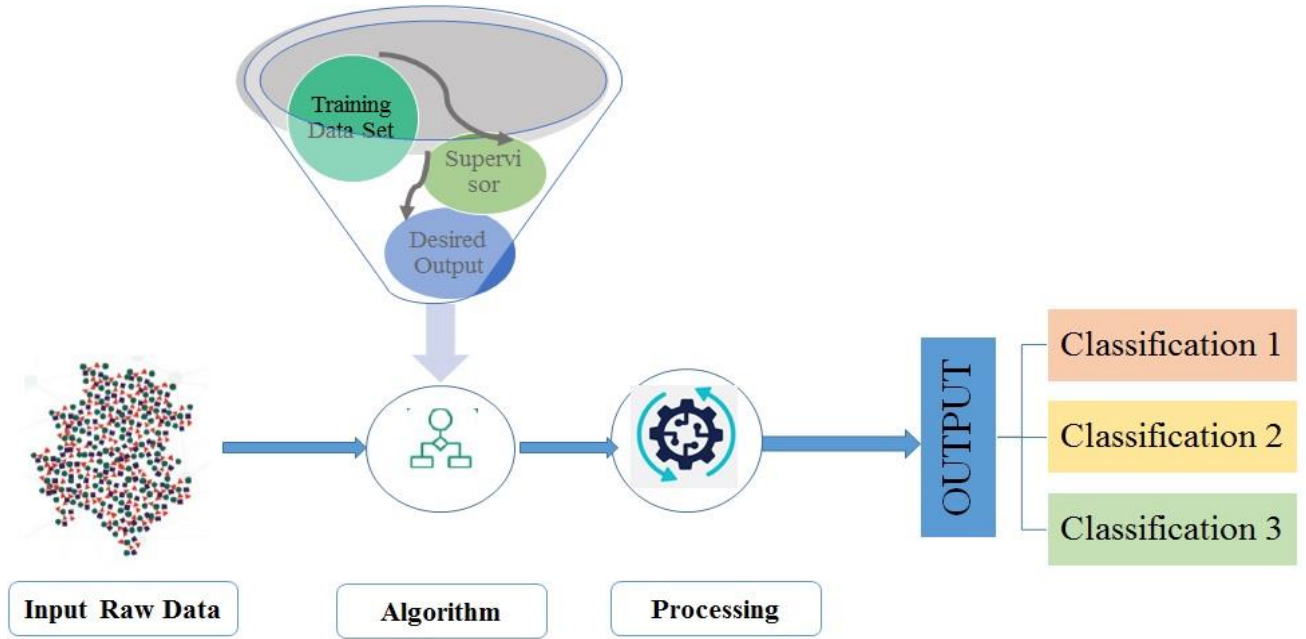 Training
Data Set
Supervi
sor
Desired
Output
OUTPUT
Classification 1
Classification 2
Classification 3
Input Raw Data
Algorithm
Processing